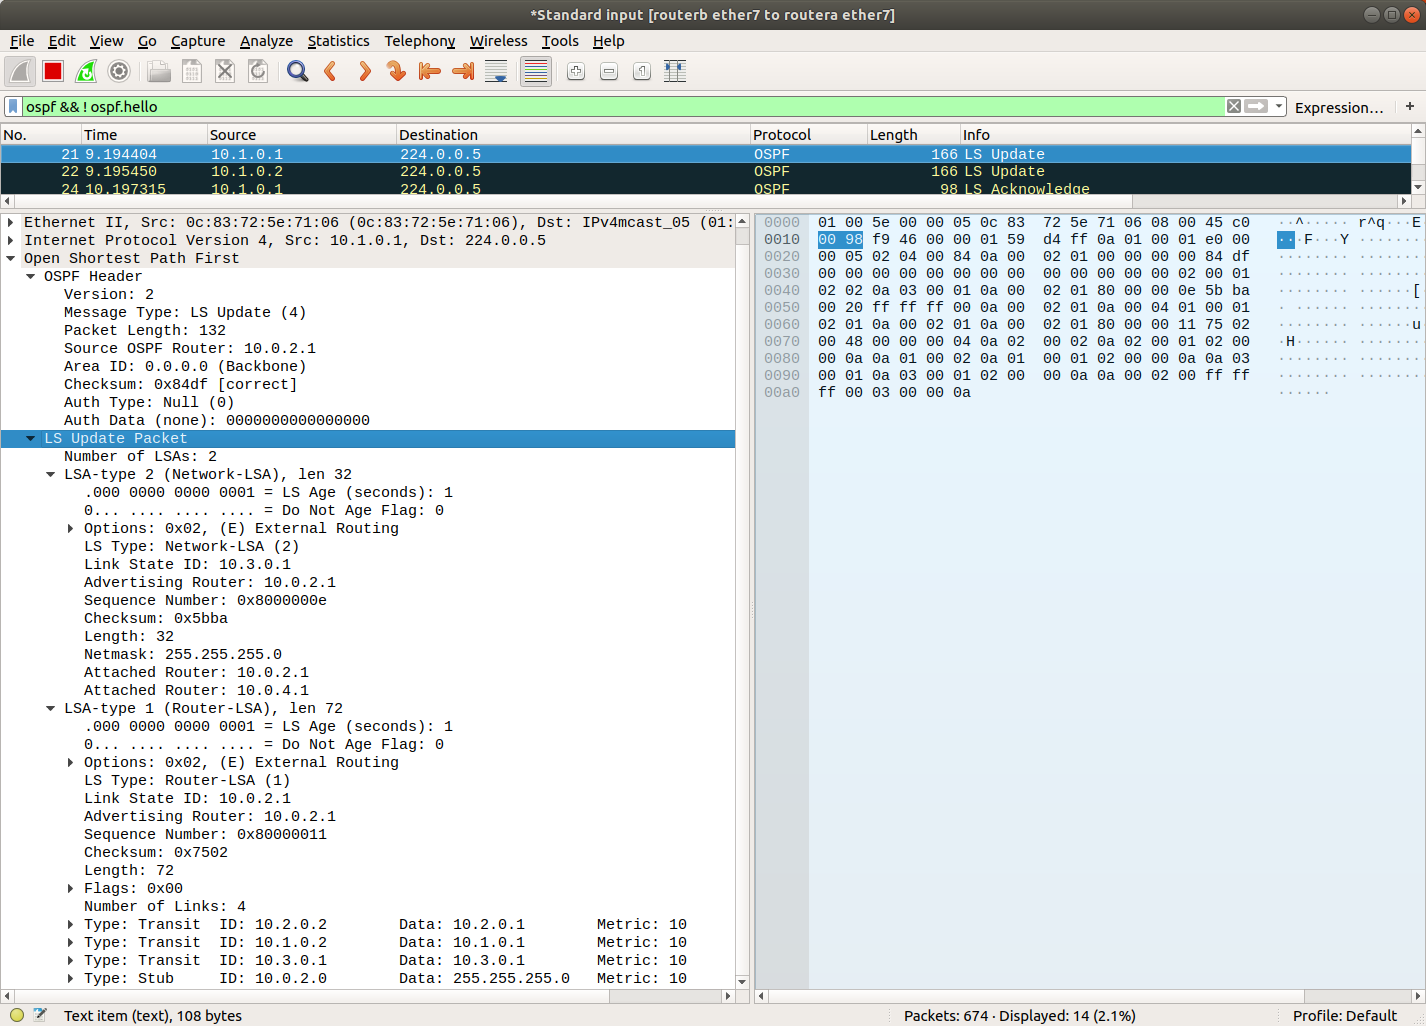 *Standard input [routerb ether7 to routera ether7]
File Edit View Go Capture Analyze Statistics Telephony Wireless Tools Help
ospf && ! ospf.hello Expression… +
No. Time Source Destination Protocol Length Info
21 9.194404 10.1.0.1 224.0.0.5 OSPF 166 LS Update
22 9.195450 10.1.0.2 224.0.0.5 OSPF 166 LS Update
24 10.197315 10.1.0.1 224.0.0.5 OSPF 98 LS Acknowledge
Ethernet II, Src: 0c:83:72:5e:71:06 (0c:83:72:5e:71:06), Dst: IPv4mcast_05 (01:
Internet Protocol Version 4, Src: 10.1.0.1, Dst: 224.0.0.5
Open Shortest Path First
OSPF Header
Version: 2
Message Type: LS Update (4)
Packet Length: 132
Source OSPF Router: 10.0.2.1
Area ID: 0.0.0.0 (Backbone)
Checksum: 0x84df [correct]
Auth Type: Null (0)
Auth Data (none): 0000000000000000
LS Update Packet
Number of LSAs: 2
LSA-type 2 (Network-LSA), len 32
.000 0000 0000 0001 = LS Age (seconds): 1
0... .... .... .... = Do Not Age Flag: 0
Options: 0x02, (E) External Routing
LS Type: Network-LSA (2)
Link State ID: 10.3.0.1
Advertising Router: 10.0.2.1
Sequence Number: 0x8000000e
Checksum: 0x5bba
Length: 32
Netmask: 255.255.255.0
Attached Router: 10.0.2.1
Attached Router: 10.0.4.1
LSA-type 1 (Router-LSA), len 72
.000 0000 0000 0001 = LS Age (seconds): 1
0... .... .... .... = Do Not Age Flag: 0
Options: 0x02, (E) External Routing
LS Type: Router-LSA (1)
Link State ID: 10.0.2.1
Advertising Router: 10.0.2.1
Sequence Number: 0x80000011
Checksum: 0x7502
Length: 72
Flags: 0x00
Number of Links: 4
Type: Transit ID: 10.2.0.2 Data: 10.2.0.1 Metric: 10
Type: Transit ID: 10.1.0.2 Data: 10.1.0.1 Metric: 10
Type: Transit ID: 10.3.0.1 Data: 10.3.0.1 Metric: 10
Type: Stub ID: 10.0.2.0 Data: 255.255.255.0 Metric: 10
0000 01 00 5e 00 00 05 0c 83 72 5e 71 06 08 00 45 c0 ··^····· r^q···E
0010 00 98 f9 46 00 00 01 59 d4 ff 0a 01 00 01 e0 00 ···F···Y ·······
0020 00 05 02 04 00 84 0a 00 02 01 00 00 00 00 84 df ········ ·······
0030 00 00 00 00 00 00 00 00 00 00 00 00 00 02 00 01 ········ ·······
0040 02 02 0a 03 00 01 0a 00 02 01 80 00 00 0e 5b ba ········ ······[
0050 00 20 ff ff ff 00 0a 00 02 01 0a 00 04 01 00 01 · ······ ·······
0060 02 01 0a 00 02 01 0a 00 02 01 80 00 00 11 75 02 ········ ······u
0070 00 48 00 00 00 04 0a 02 00 02 0a 02 00 01 02 00 ·H······ ·······
0080 00 0a 0a 01 00 02 0a 01 00 01 02 00 00 0a 0a 03 ········ ·······
0090 00 01 0a 03 00 01 02 00 00 0a 0a 00 02 00 ff ff ········ ·······
00a0 ff 00 03 00 00 0a ······
Text item (text), 108 bytes Packets: 674 · Displayed: 14 (2.1%) Profile: Default